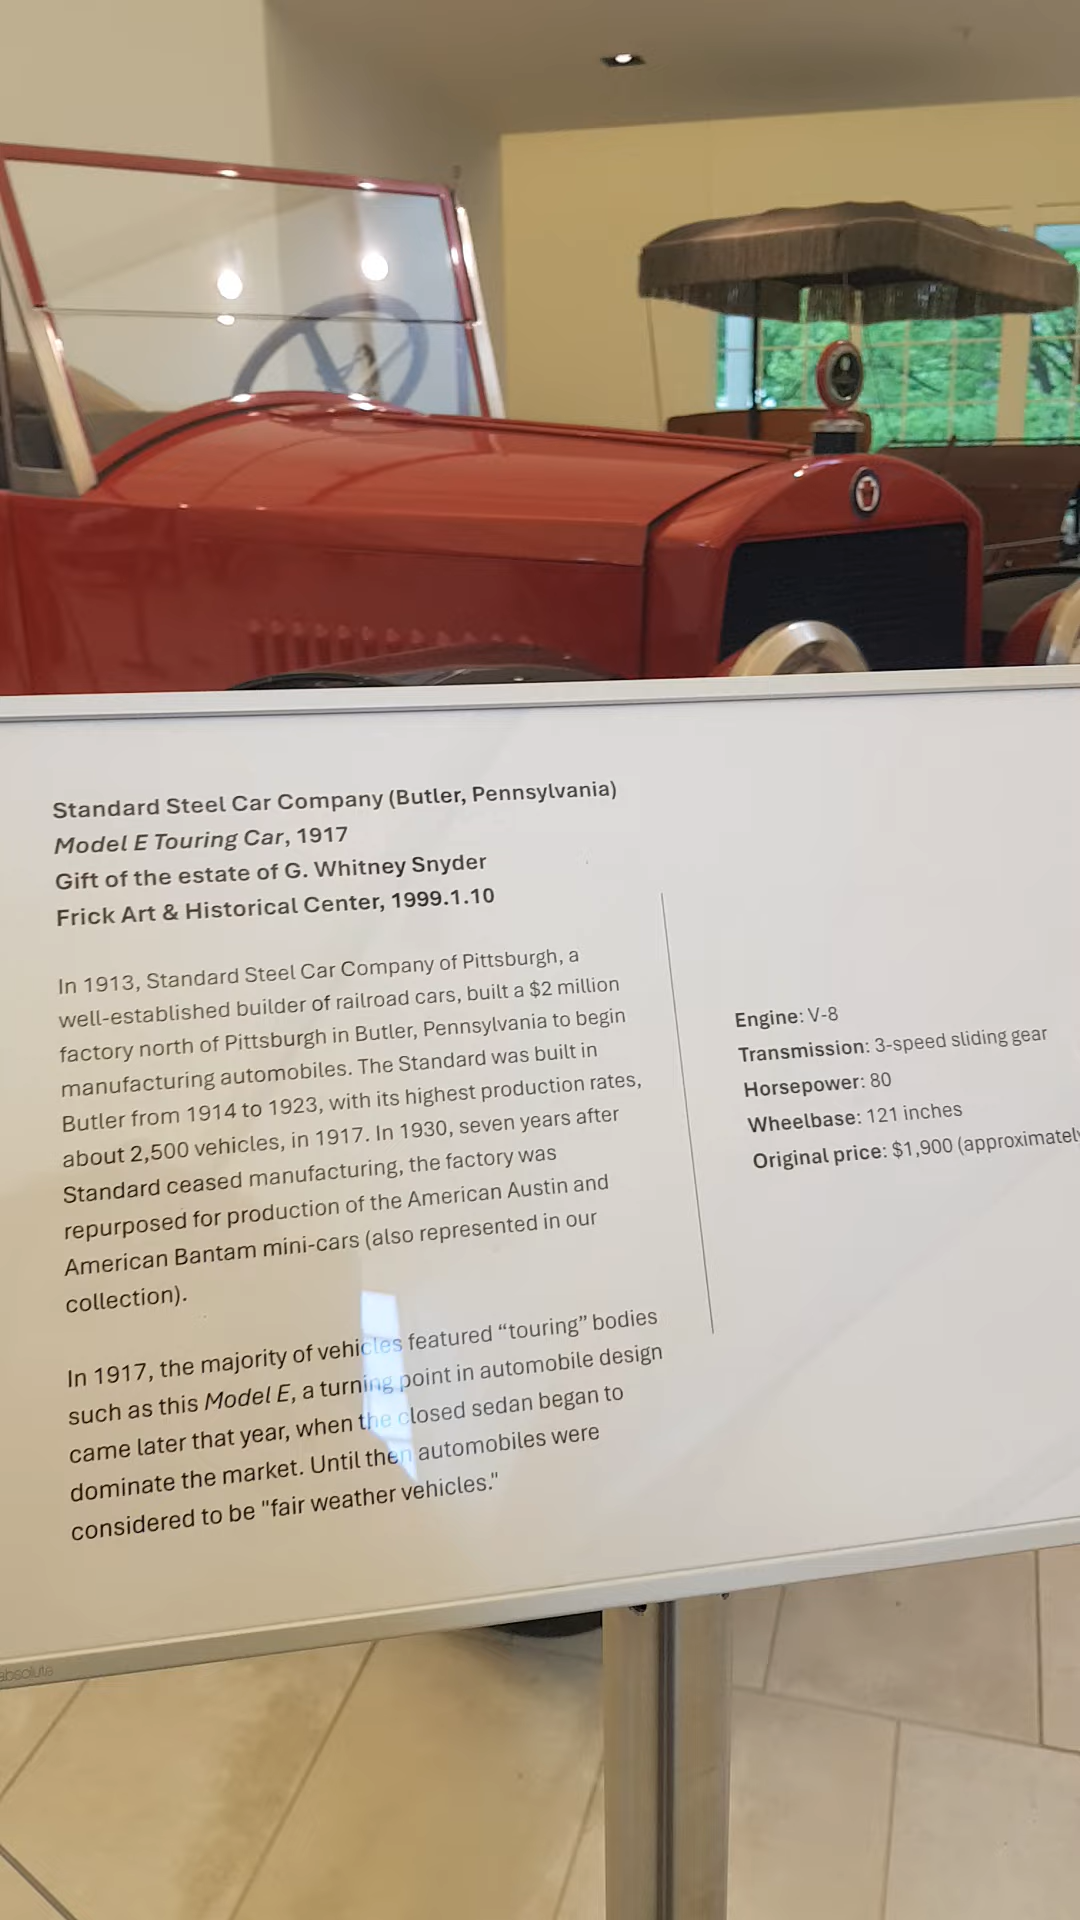 Standard Steel Car Company (Butler, Pennsylvania)
Model E Touring Car, 1917
Gift of the estate of G. Whitney Snyder
Frick Art & Historical Center, 1999.1.10
In 1913, Standard Steel Car Company of Pittsburgh, a
well-established builder of railroad cars, built a $2 million
factory north of Pittsburgh in Butler, Pennsylvania to begin
manufacturing automobiles. The Standard was built in
Butler from 1914 to 1923, with its highest production rates,
about 2,500 vehicles, in 1917. In 1930, seven years after
Standard ceased manufacturing, the factory was
repurposed for production of the American Austin and
American Bantam mini-cars (also represented in our
collection).
In 1917, the majority of vehicles featured “touring” bodies
such as this Model E, a turning point in automobile design
came later that year, when the closed sedan began to
dominate the market. Until then automobiles were
considered to be "fair weather vehicles."
Engine: V-8
Transmission: 3-speed sliding gear
Horsepower: 80
Wheelbase: 121 inches
Original price: $1,900 (approximately
absolute